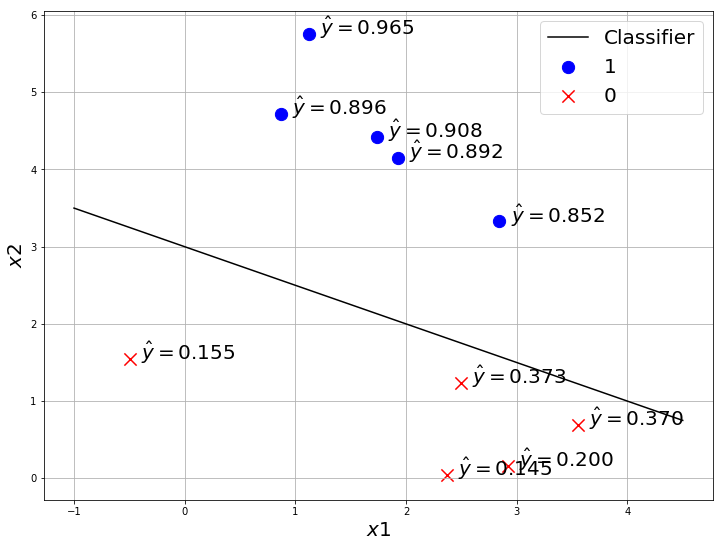 ŷ = 0.965
Classifier
1
0
ŷ = 0.896
ŷ = 0.908
ŷ = 0.892
ŷ = 0.852
ŷ = 0.155
ŷ = 0.373
ŷ = 0.370
ŷ = 0.200
ŷ = 0.145
6
5
4
3
2
1
0
x2
−1
0
1
2
3
4
x1